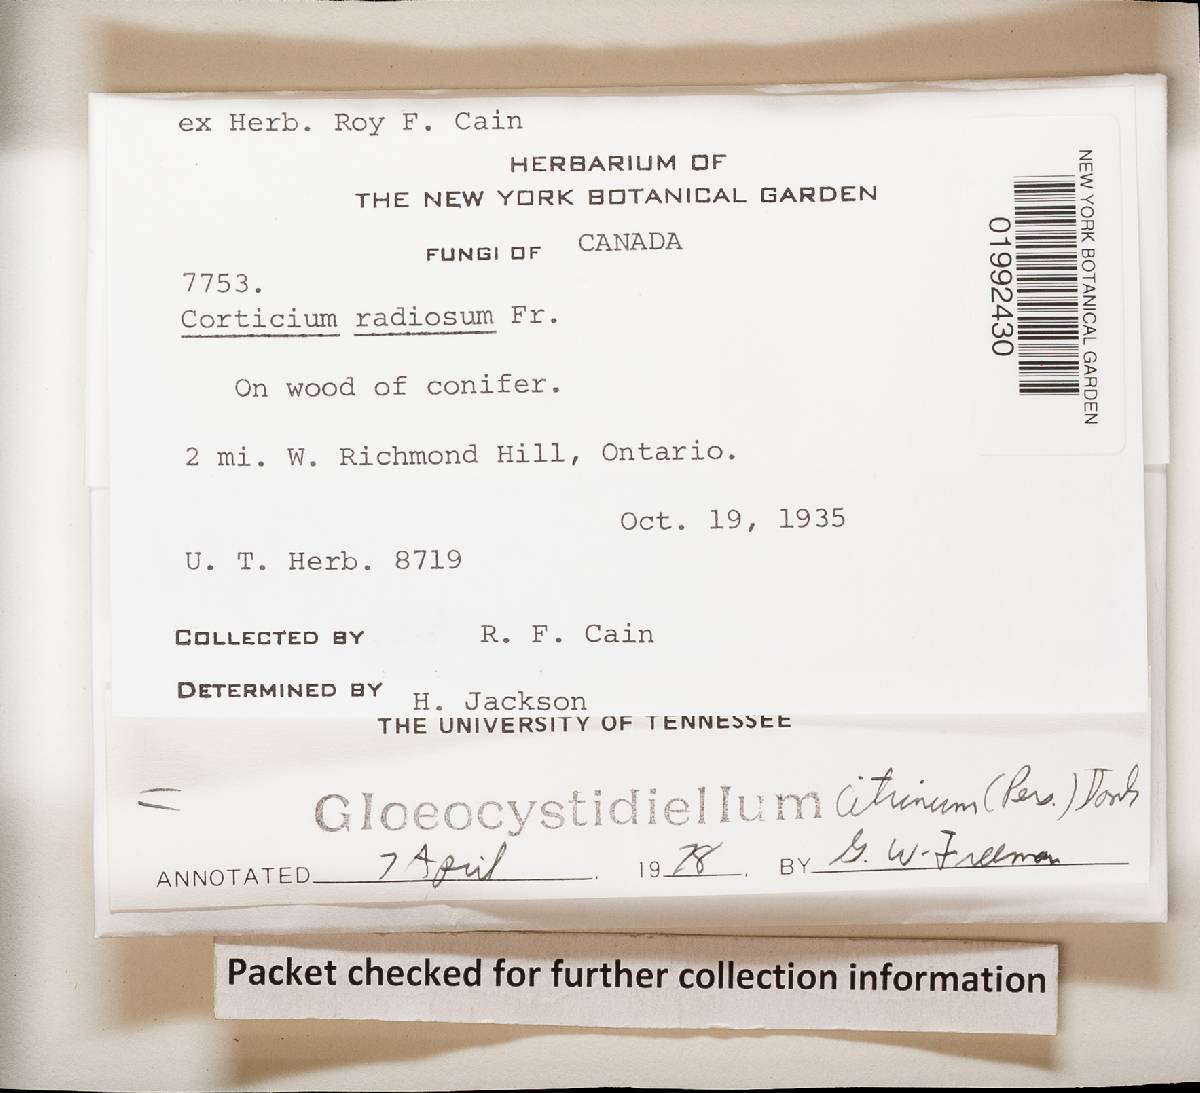 ex Herb. Roy F. Cain
HERBARIUM OF
THE NEW YORK BOTANICAL GARDEN
FUNGI OF CANADA
7753.
Corticium radiosum Fr.
On wood of conifer.
2 mi. W. Richmond Hill, Ontario.
Oct. 19, 1935
U. T. Herb. 8719
COLLECTED BY R. F. Cain
DETERMINED BY H. Jackson
THE UNIVERSITY OF TENNESSEE
= Gloeocystidiellum citrinum (Pers.) Donk
ANNOTATED 7 April. 1978. BY G. W. Freeman
NEW YORK BOTANICAL GARDEN
01992430
Packet checked for further collection information